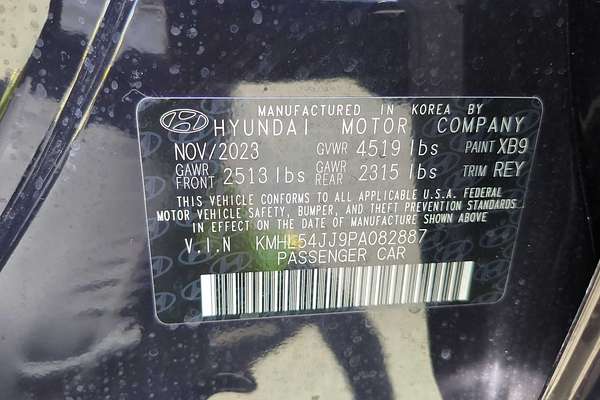 MANUFACTURED IN KOREA BY
HYUNDAI MOTOR COMPANY
NOV/2023 GVWR 4519 lbs PAINT XB9
GAWR FRONT 2513 lbs GAWR REAR 2315 lbs TRIM REY
THIS VEHICLE CONFORMS TO ALL APPLICABLE U.S.A. FEDERAL
MOTOR VEHICLE SAFETY, BUMPER, AND THEFT PREVENTION STANDARDS
IN EFFECT ON THE DATE OF MANUFACTURE SHOWN ABOVE
V.I.N KMHL54JJ9PA082887
PASSENGER CAR